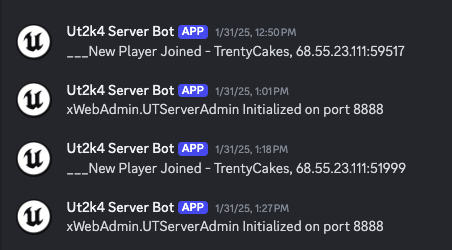 Ut2k4 Server Bot APP 1/31/25, 12:50 PM
___New Player Joined - TrentyCakes, 68.55.23.111:59517
Ut2k4 Server Bot APP 1/31/25, 1:01 PM
xWebAdmin.UTServerAdmin Initialized on port 8888
Ut2k4 Server Bot APP 1/31/25, 1:18 PM
___New Player Joined - TrentyCakes, 68.55.23.111:51999
Ut2k4 Server Bot APP 1/31/25, 1:27 PM
xWebAdmin.UTServerAdmin Initialized on port 8888